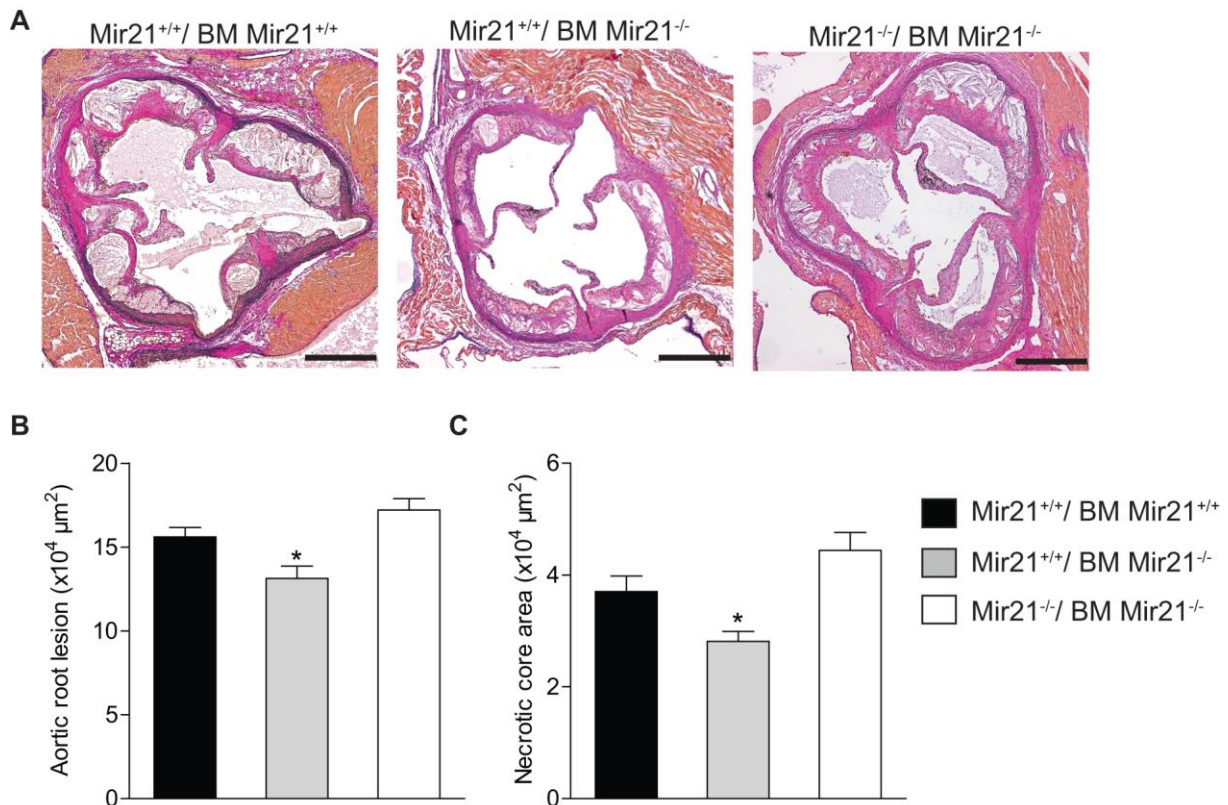 A
Mir21+/+/ BM Mir21+/+
Mir21+/+/ BM Mir21-/-
Mir21-/-/ BM Mir21-/-
B
Aortic root lesion (x10⁴ µm²)
20
15
10
5
0
*
C
Necrotic core area (x10⁴ µm²)
6
4
2
0
*
Mir21+/+/ BM Mir21+/+
Mir21+/+/ BM Mir21-/-
Mir21-/-/ BM Mir21-/-